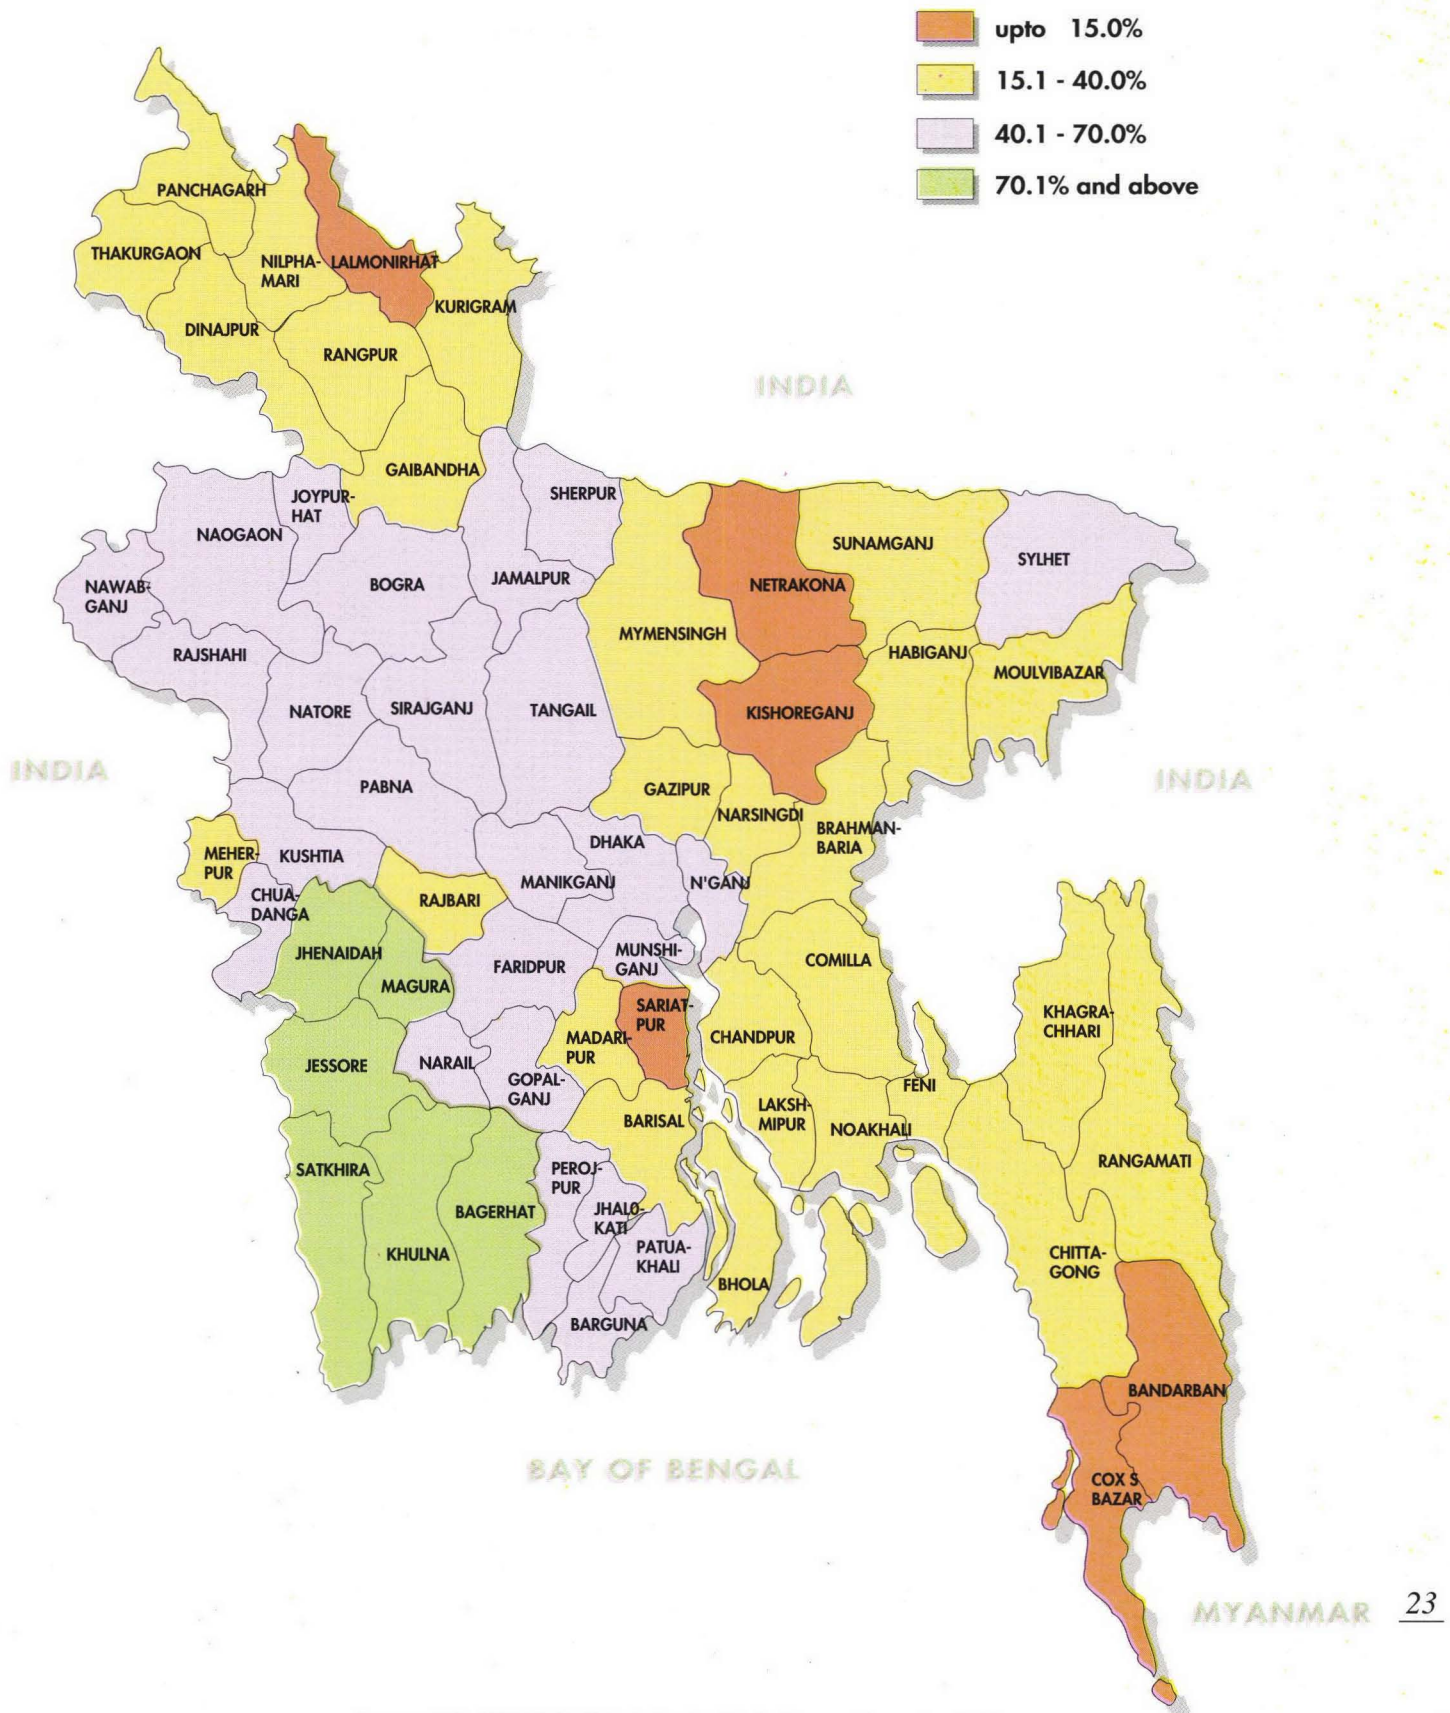 upto 15.0%
15.1 - 40.0%
40.1 - 70.0%
70.1% and above
PANCHAGARH
THAKURGAON
NILPHA-
MARI
LALMONIRHAT
KURIGRAM
DINAJPUR
RANGPUR
INDIA
GAIBANDHA
JOYPUR-
HAT
SHERPUR
NAOGAON
SUNAMGANJ
SYLHET
NAWAB-
GANJ
BOGRA
JAMALPUR
NETRAKONA
MYMENSINGH
RAJSHAHI
HABIGANJ
MOULVIBAZAR
NATORE
SIRAJGANJ
TANGAIL
KISHOREGANJ
INDIA
PABNA
GAZIPUR
INDIA
NARSINGDI
BRAHMAN-
BARIA
MEHER-
PUR
KUSHTIA
DHAKA
CHUA-
DANGA
RAJBARI
MANIKGANJ
N'GANJ
JHENAIDAH
MAGURA
FARIDPUR
MUNSHI-
GANJ
COMILLA
SARIAT-
PUR
KHAGRA-
CHHARI
JESSORE
NARAIL
GOPAL-
GANJ
MADARI-
PUR
CHANDPUR
FENI
BARISAL
LAKSH-
MIPUR
NOAKHALI
SATKHIRA
PEROJ-
PUR
RANGAMATI
BAGERHAT
JHALO-
KATI
KHULNA
PATUA-
KHALI
CHITTA-
GONG
BHOLA
BARGUNA
BANDARBAN
BAY OF BENGAL
COX S
BAZAR
MYANMAR
23